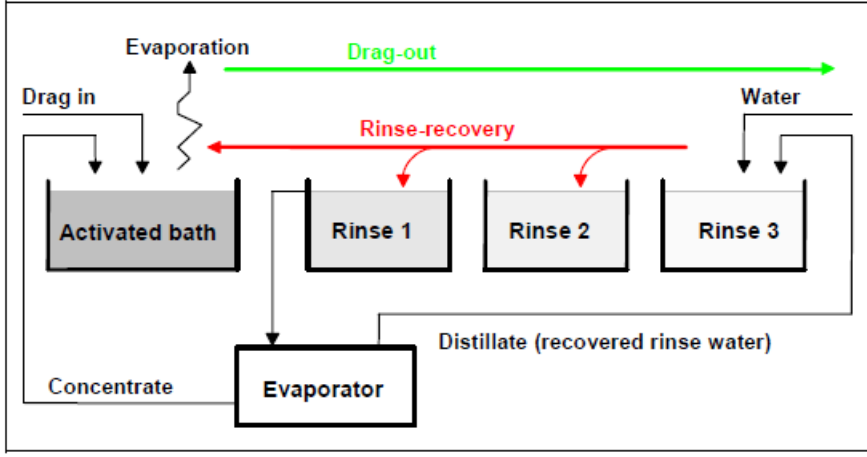 Evaporation
Drag-out
Drag in
Water
Rinse-recovery
Activated bath
Rinse 1
Rinse 2
Rinse 3
Distillate (recovered rinse water)
Concentrate
Evaporator